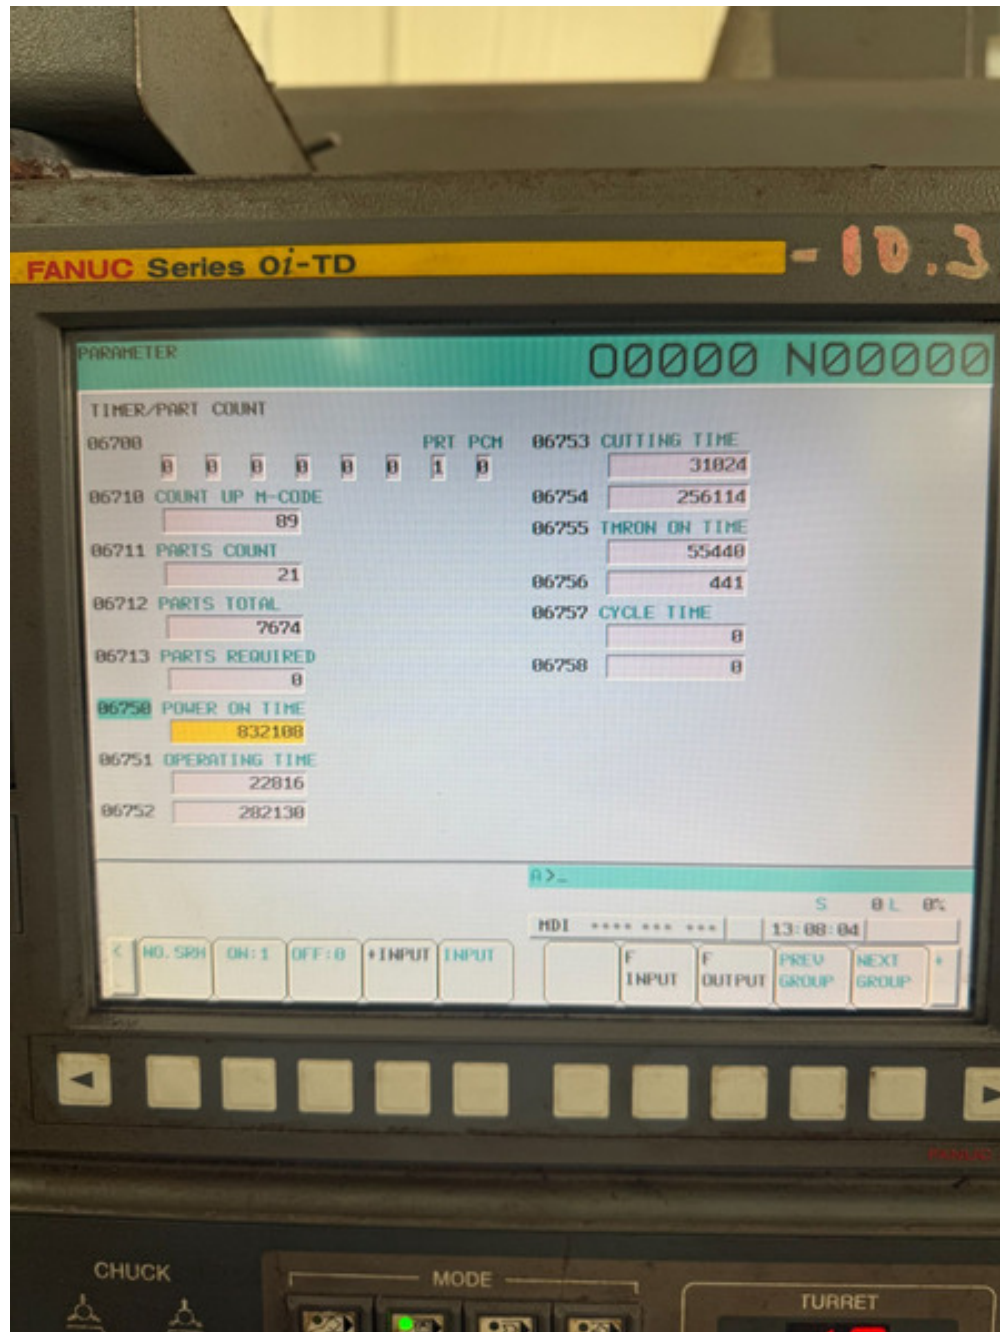 FANUC Series 0i-TD
-10.3
PARAMETER O0000 N00000
TIMER/PART COUNT
06700 PRT PCM
0 0 0 0 0 0 1 0
06710 COUNT UP M-CODE
89
06711 PARTS COUNT
21
06712 PARTS TOTAL
7674
06713 PARTS REQUIRED
0
06750 POWER ON TIME
832108
06751 OPERATING TIME
22816
06752 282130
06753 CUTTING TIME
31024
06754 256114
06755 TMRON ON TIME
55440
06756 441
06757 CYCLE TIME
0
06758 0
A>_
S 0 L 0%
MDI **** *** *** 13:08:04
< NO.SRH ON:1 OFF:0 +INPUT INPUT F INPUT F OUTPUT PREV GROUP NEXT GROUP +
FANUC
CHUCK
MODE
TURRET